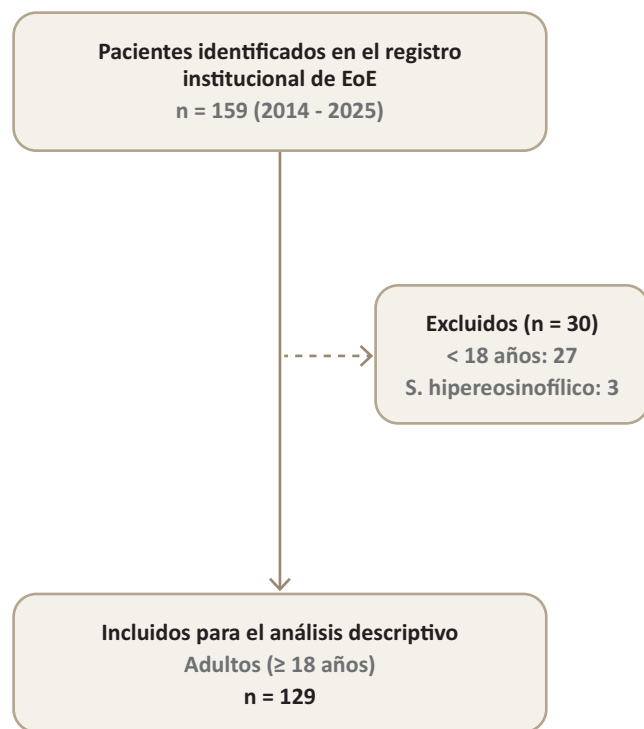 Pacientes identificados en el registro
institucional de EoE
n = 159 (2014 - 2025)
Excluidos (n = 30)
< 18 años: 27
S. hipereosinofílico: 3
Incluidos para el análisis descriptivo
Adultos (≥ 18 años)
n = 129